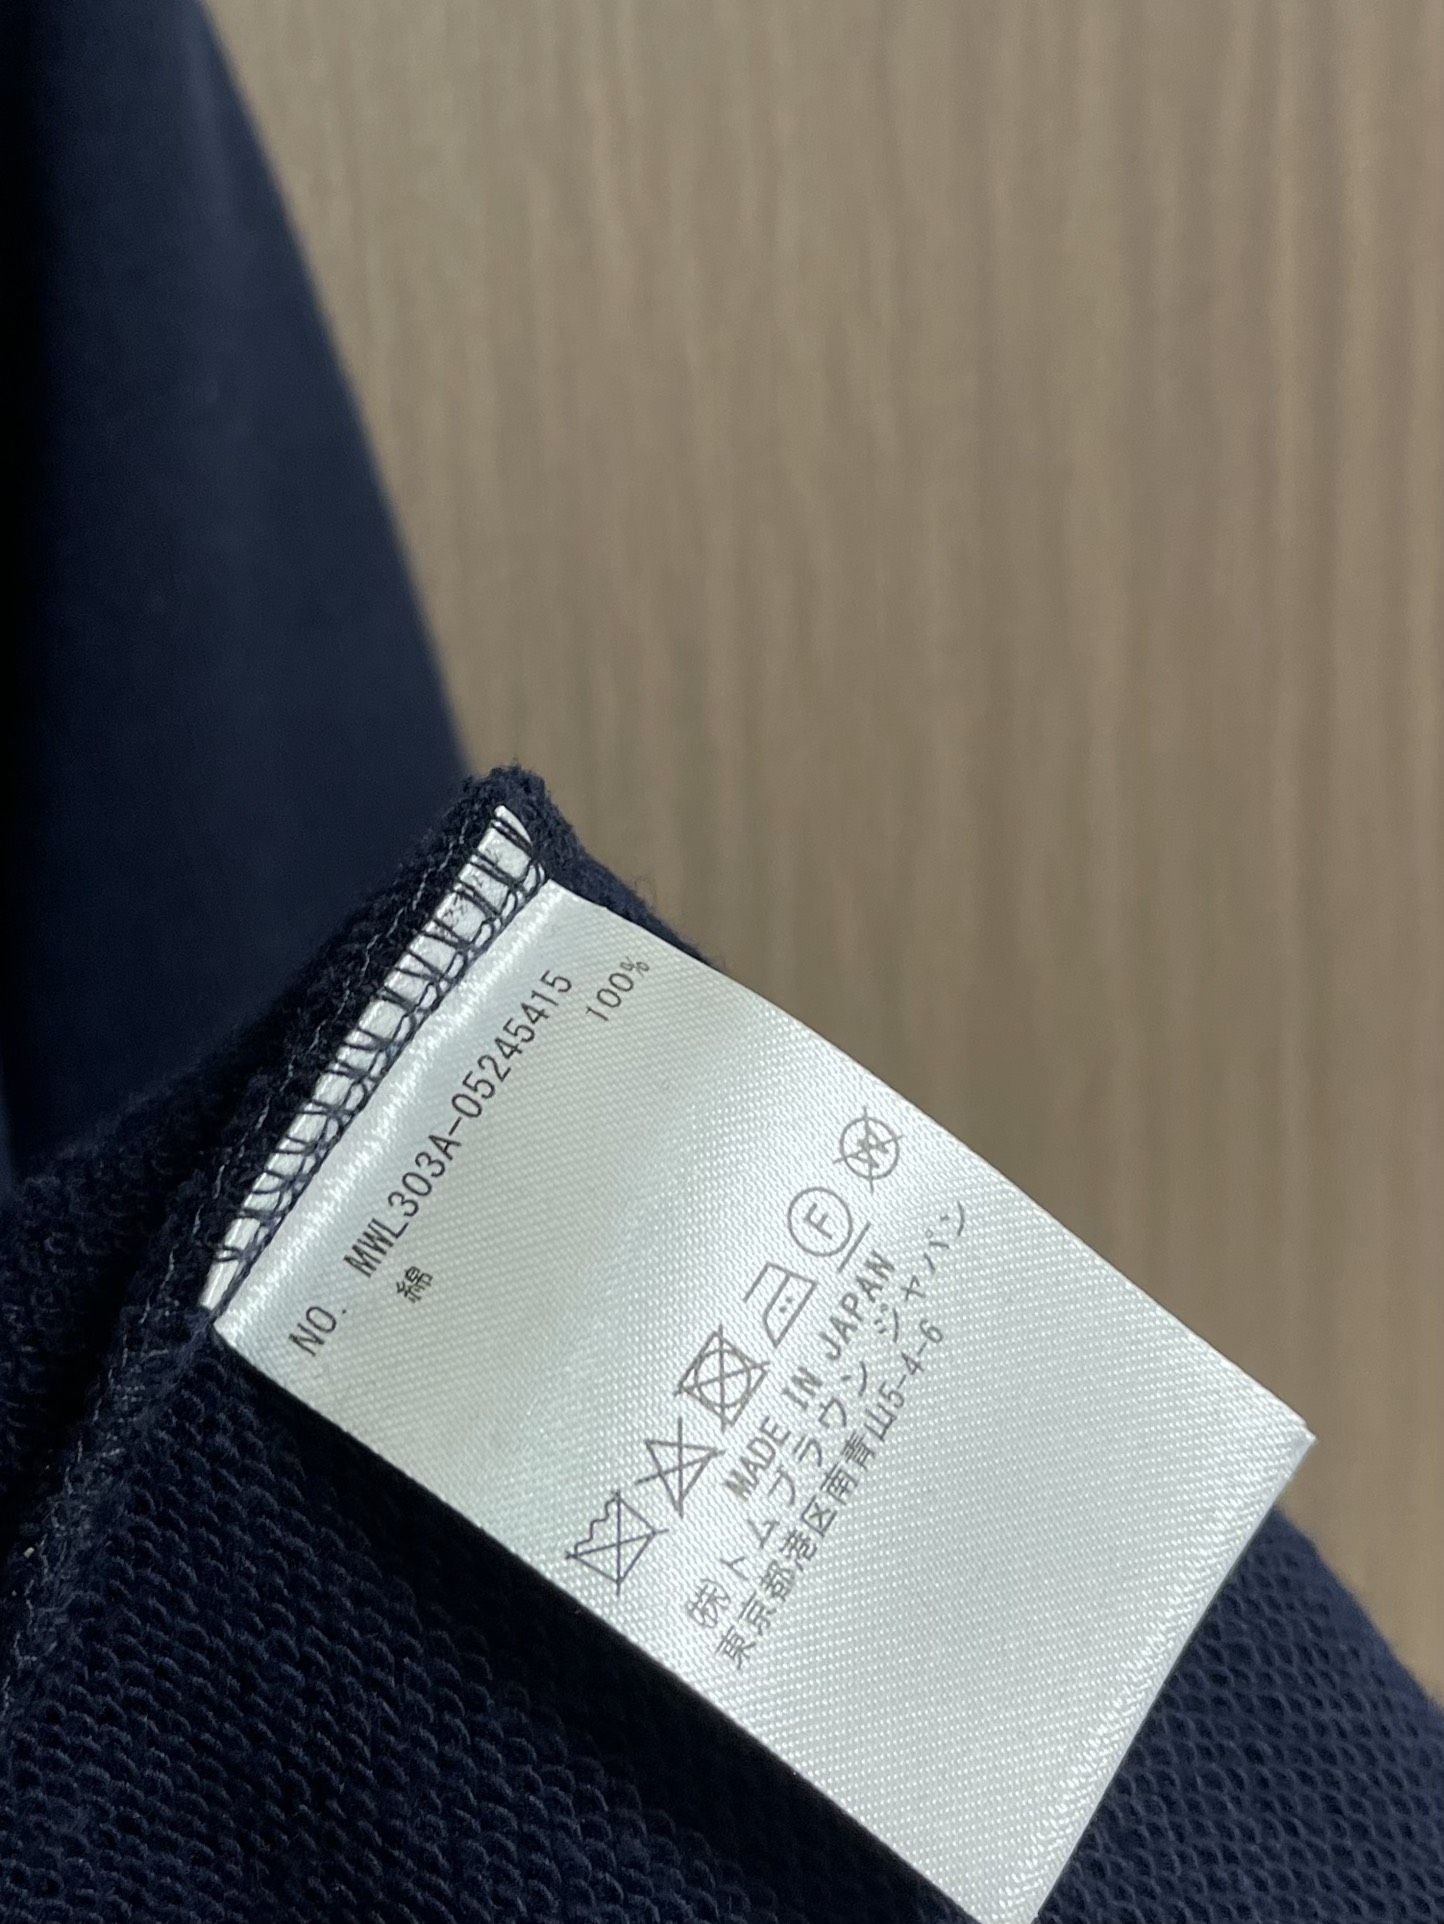 NO. MWL303A-05245415
綿 100%
F W
MADE IN JAPAN
㈱トムブラウンジャパン
東京都港区南青山5-4-6